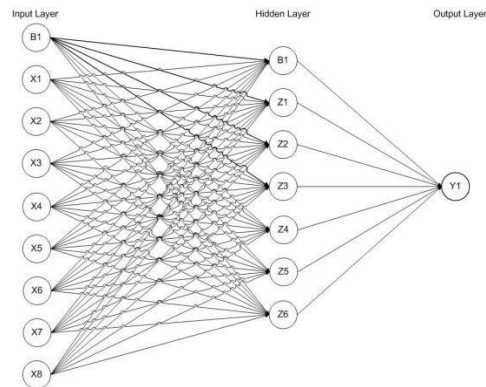 Input Layer
Hidden Layer
Output Layer
B1
X1
X2
X3
X4
X5
X6
X7
X8
B1
Z1
Z2
Z3
Z4
Z5
Z6
Y1